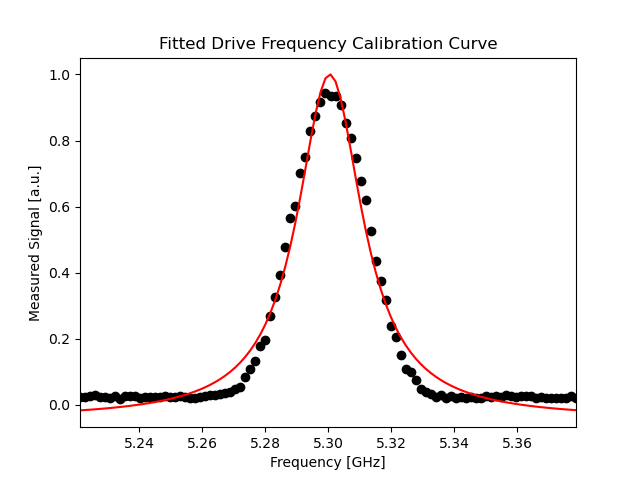 Fitted Drive Frequency Calibration Curve
Measured Signal [a.u.]
1.0
0.8
0.6
0.4
0.2
0.0
5.24 5.26 5.28 5.30 5.32 5.34 5.36
Frequency [GHz]